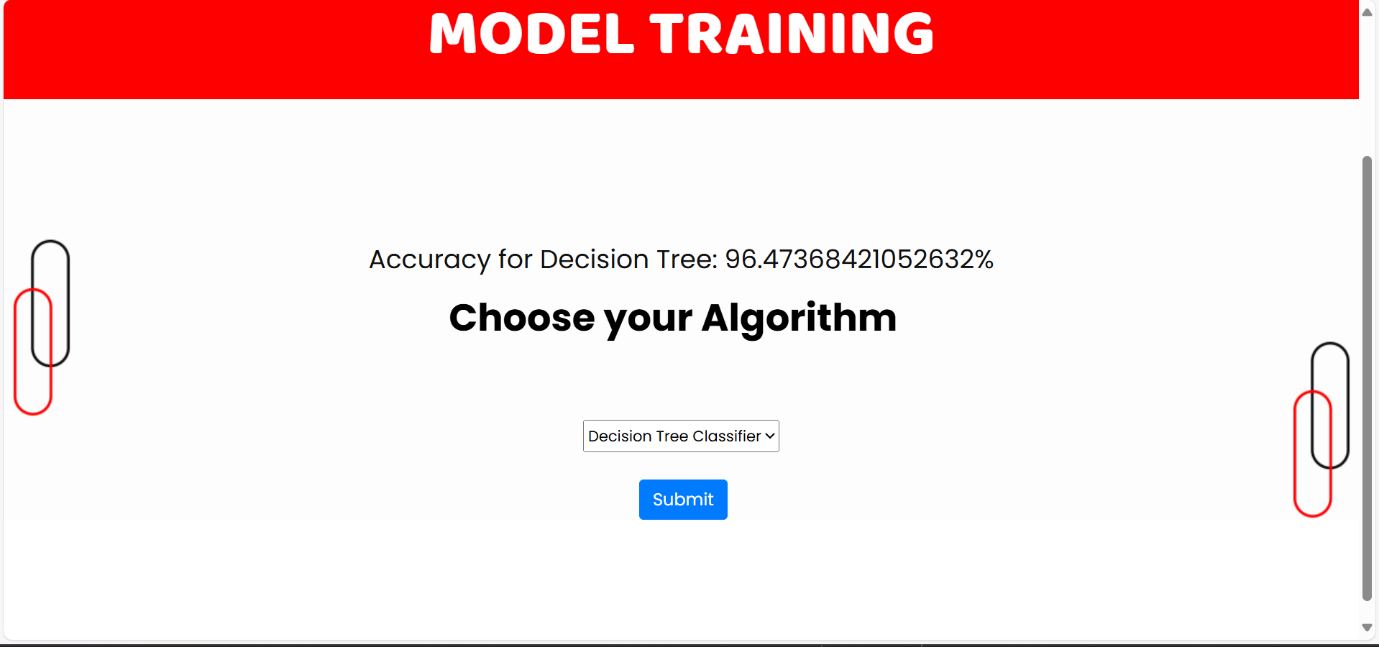 MODEL TRAINING
Accuracy for Decision Tree: 96.47368421052632%
Choose your Algorithm
Decision Tree Classifier
Submit